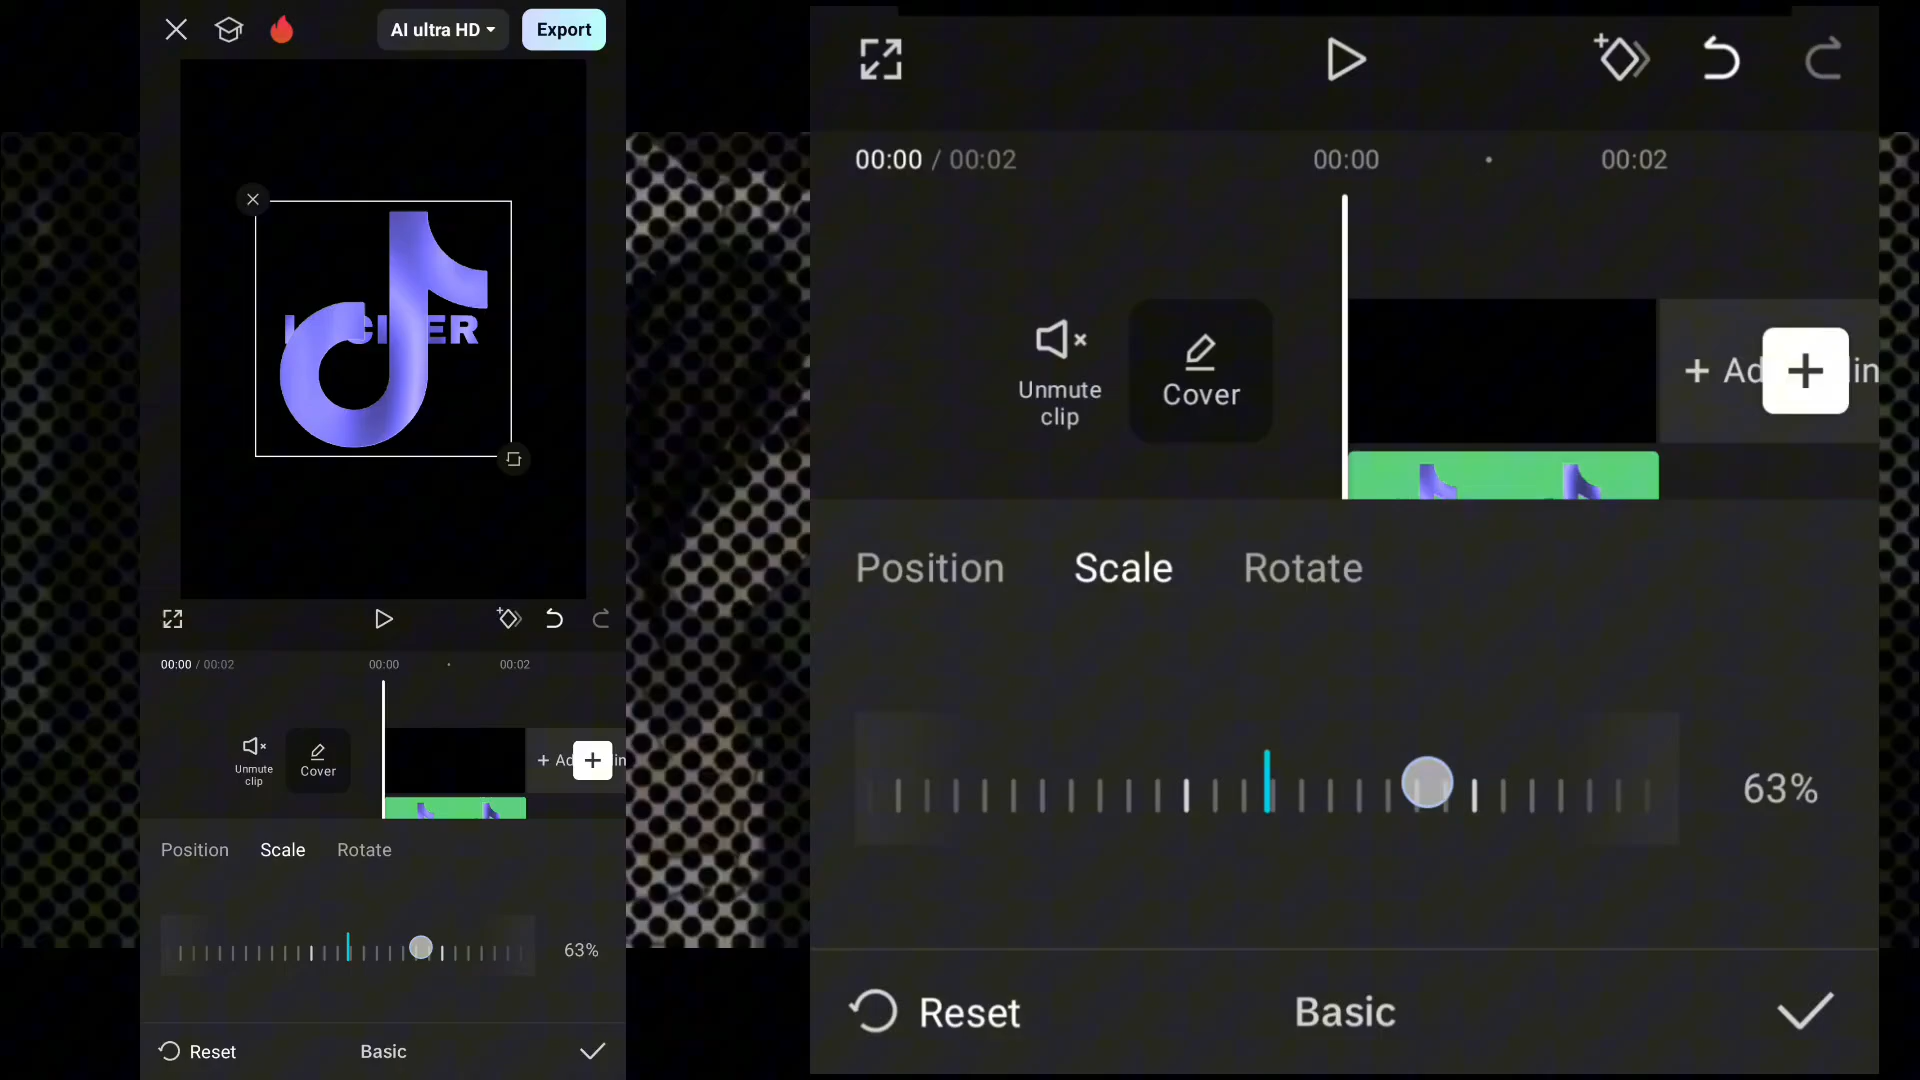 AI ultra HD
Export
ER
00:00 / 00:02
00:00
00:02
Unmute
clip
Cover
+ Ad
in
Position
Scale
Rotate
63%
Reset
Basic
00:00 / 00:02
00:00
00:02
Unmute
clip
Cover
+ Ad
in
Position
Scale
Rotate
63%
Reset
Basic